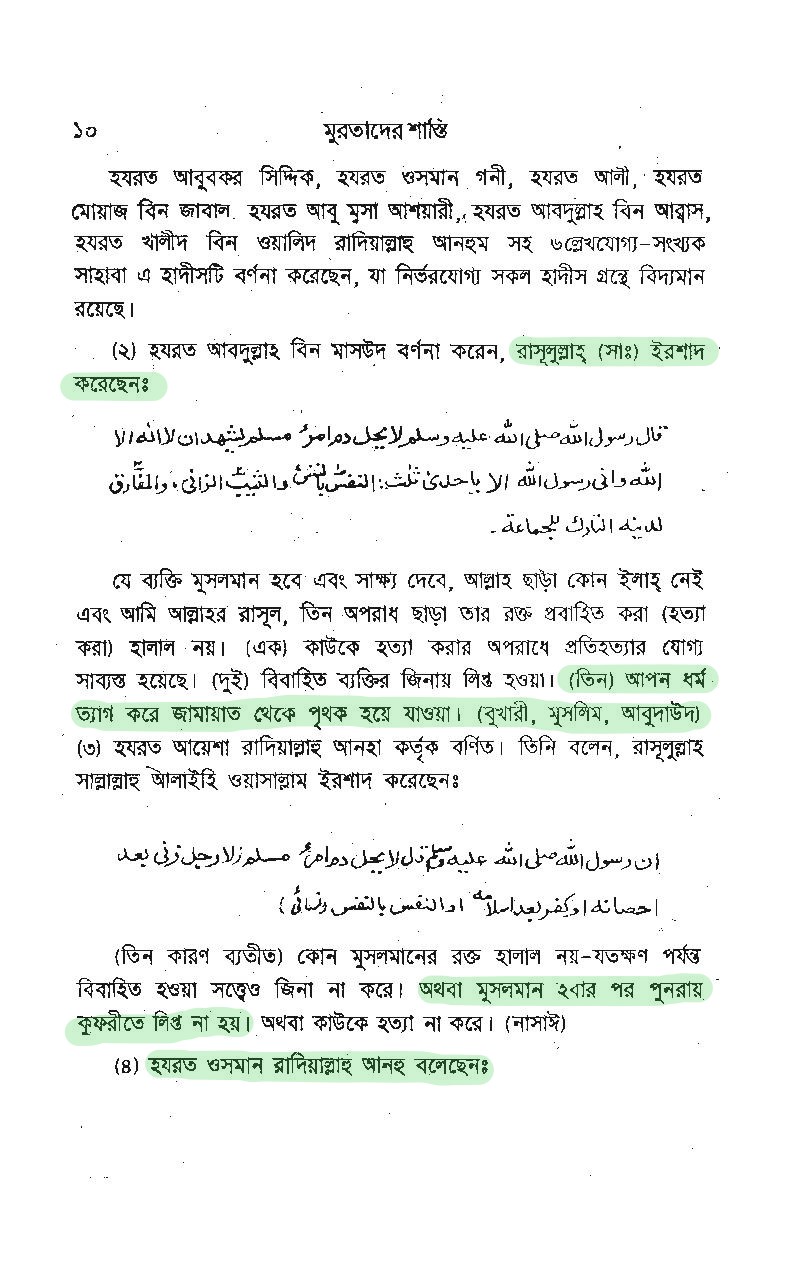 ১০ মুরতাদের শাস্তি
হযরত আবুবকর সিদ্দিক, হযরত ওসমান গনী, হযরত আলী, হযরত
মোয়াজ বিন জাবাল. হযরত আবু মুসা আশয়ারী, হযরত আবদুল্লাহ বিন আব্বাস,
হযরত খালীদ বিন ওয়ালিদ রাদিয়াল্লাহু আনহুম সহ উল্লেখযোগ্য-সংখ্যক
সাহাবা এ হাদীসটি বর্ণনা করেছেন, যা নির্ভরযোগ্য সকল হাদীস গ্রন্থে বিদ্যমান
রয়েছে।
(২) হযরত আবদুল্লাহ বিন মাসউদ বর্ণনা করেন, রাসূলুল্লাহ্ (সাঃ) ইরশাদ
করেছেনঃ
قال رسول الله صلى الله عليه وسلم لا يحل دم امرئ مسلم يشهد ان لا اله الا
الله وانى رسول الله الا باحدى ثلث: النفس بالنفس والثيب الزانى، والمفارق
لدينه التارك للجماعة ـ
যে ব্যক্তি মুসলমান হবে এবং সাক্ষ্য দেবে, আল্লাহ ছাড়া কোন ইলাহ্ নেই
এবং আমি আল্লাহর রাসূল, তিন অপরাধ ছাড়া তার রক্ত প্রবাহিত করা (হত্যা
করা) হালাল নয়। (এক) কাউকে হত্যা করার অপরাধে প্রতিহত্যার যোগ্য
সাব্যস্ত হয়েছে। (দুই) বিবাহিত ব্যক্তির জিনায় লিপ্ত হওয়া। (তিন) আপন ধর্ম
ত্যাগ করে জামায়াত থেকে পৃথক হয়ে যাওয়া। (বুখারী, মুসলিম, আবুদাউদ)
(৩) হযরত আয়েশা রাদিয়াল্লাহু আনহা কর্তৃক বর্ণিত। তিনি বলেন, রাসূলুল্লাহ
সাল্লাল্লাহু আলাইহি ওয়াসাল্লাম ইরশাদ করেছেনঃ
ان رسول الله صلى الله عليه وسلم قال لا يحل دم امرئ مسلم الا رجل زنى بعد
احصانه او كفر بعد اسلامه او النفس بالنفس (نسائى)
(তিন কারণ ব্যতীত) কোন মুসলমানের রক্ত হালাল নয়-যতক্ষণ পর্যন্ত
বিবাহিত হওয়া সত্ত্বেও জিনা না করে। অথবা মুসলমান হবার পর পুনরায়
কুফরীতে লিপ্ত না হয়। অথবা কাউকে হত্যা না করে। (নাসাঈ)
(৪) হযরত ওসমান রাদিয়াল্লাহু আনহু বলেছেনঃ